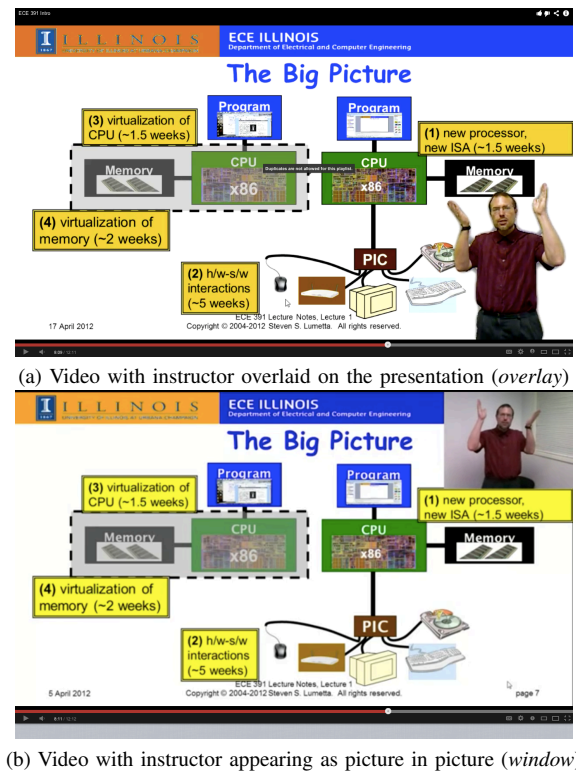 ECE 391 Intro
ILLINOIS
ECE ILLINOIS
Department of Electrical and Computer Engineering
The Big Picture
(3) virtualization of
CPU (~1.5 weeks)
Program
Program
(1) new processor,
new ISA (~1.5 weeks)
Memory
CPU
x86
Duplicates are not allowed for this playlist.
CPU
x86
Memory
(4) virtualization of
memory (~2 weeks)
PIC
(2) h/w-s/w
interactions
(~5 weeks)
ECE 391 Lecture Notes, Lecture 1
17 April 2012
Copyright © 2004-2012 Steven S. Lumetta. All rights reserved.
(a) Video with instructor overlaid on the presentation (overlay)
ILLINOIS
ECE ILLINOIS
Department of Electrical and Computer Engineering
The Big Picture
(3) virtualization of
CPU (~1.5 weeks)
Program
Program
(1) new processor,
new ISA (~1.5 weeks)
Memory
CPU
x86
CPU
x86
Memory
(4) virtualization of
memory (~2 weeks)
PIC
(2) h/w-s/w
interactions
(~5 weeks)
ECE 391 Lecture Notes, Lecture 1
5 April 2012
Copyright © 2004-2012 Steven S. Lumetta. All rights reserved.
page 7
(b) Video with instructor appearing as picture in picture (window)